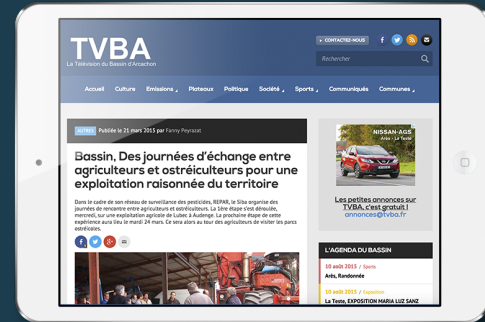 TVBA
La Télévision du Bassin d'Arcachon
CONTACTEZ-NOUS
Rechercher
Accueil Culture Emissions Plateaux Politique Société Sports Communiqués Communes
AUTRES Publiée le 21 mars 2015 par Fanny Peyrazat
Bassin, Des journées d'échange entre
agriculteurs et ostréiculteurs pour une
exploitation raisonnée du territoire
Dans le cadre de son réseau de surveillance des pesticides, REPAR, le Siba organise des
journées de rencontre entre agriculteurs et ostréiculteurs. La 1ère étape s'est déroulée,
mercredi, sur une exploitation agricole de Lubec à Audenge. La prochaine étape de cette
expérience aura lieu le mardi 24 mars. Ce sera alors au tour des agriculteurs de visiter les parcs
ostréicoles.
NISSAN-AGS
Arès - La Teste
Les petites annonces sur
TVBA, c'est gratuit !
annonces@tvba.fr
L'AGENDA DU BASSIN
10 août 2015 / Sports
Arès, Randonnée
10 août 2015 / Exposition
La Teste, EXPOSITION MARIA LUZ SANZ